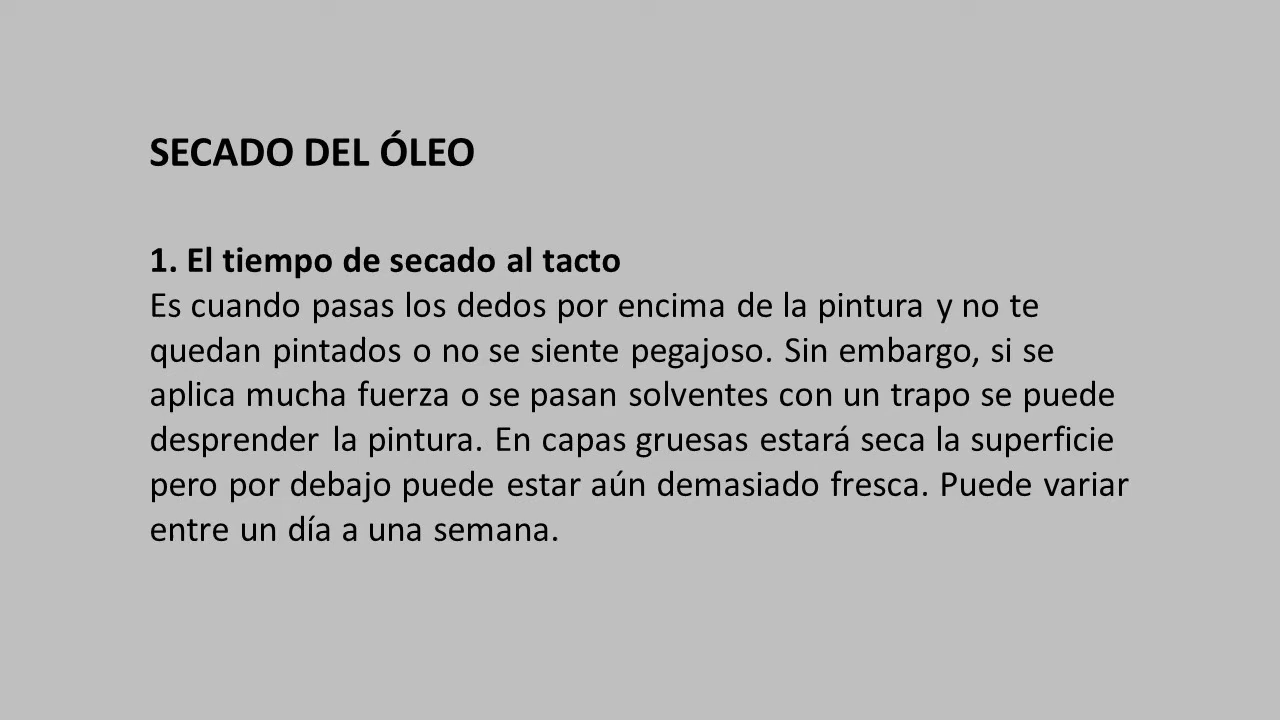 SECADO DEL ÓLEO
1. El tiempo de secado al tacto
Es cuando pasas los dedos por encima de la pintura y no te
quedan pintados o no se siente pegajoso. Sin embargo, si se
aplica mucha fuerza o se pasan solventes con un trapo se puede
desprender la pintura. En capas gruesas estará seca la superficie
pero por debajo puede estar aún demasiado fresca. Puede variar
entre un día a una semana.